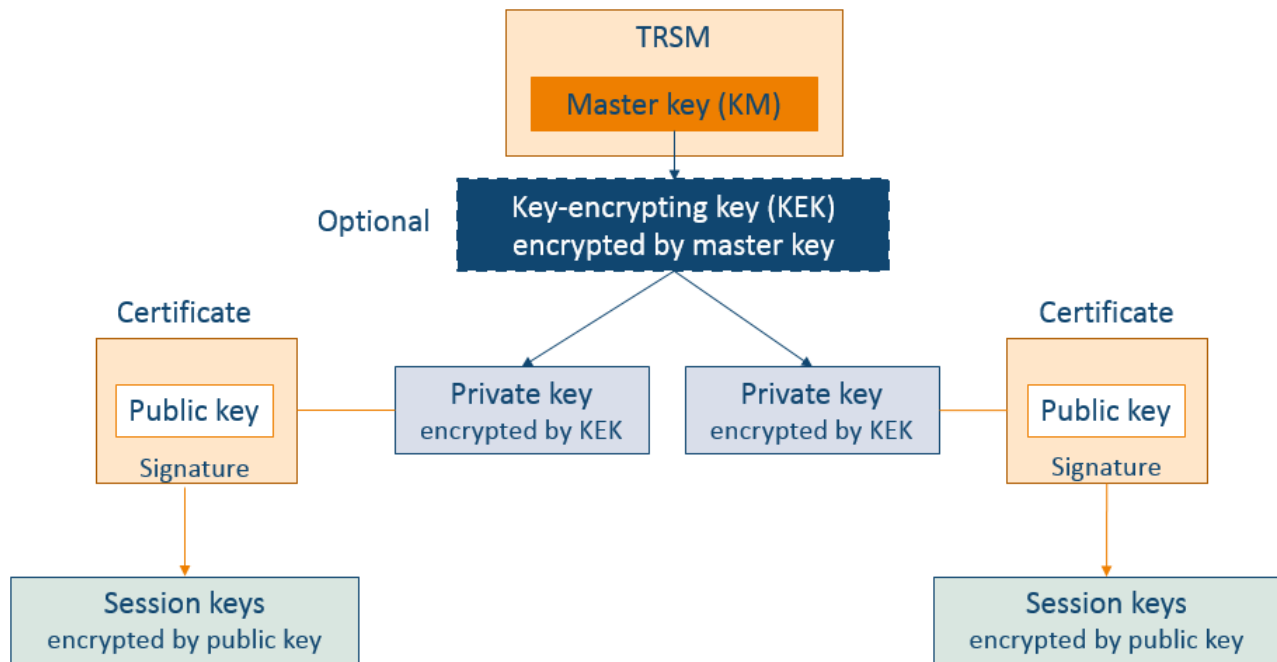 TRSM
Master key (KM)
Optional
Key-encrypting key (KEK)
encrypted by master key
Certificate
Certificate
Public key
Signature
Private key
encrypted by KEK
Private key
encrypted by KEK
Public key
Signature
Session keys
encrypted by public key
Session keys
encrypted by public key